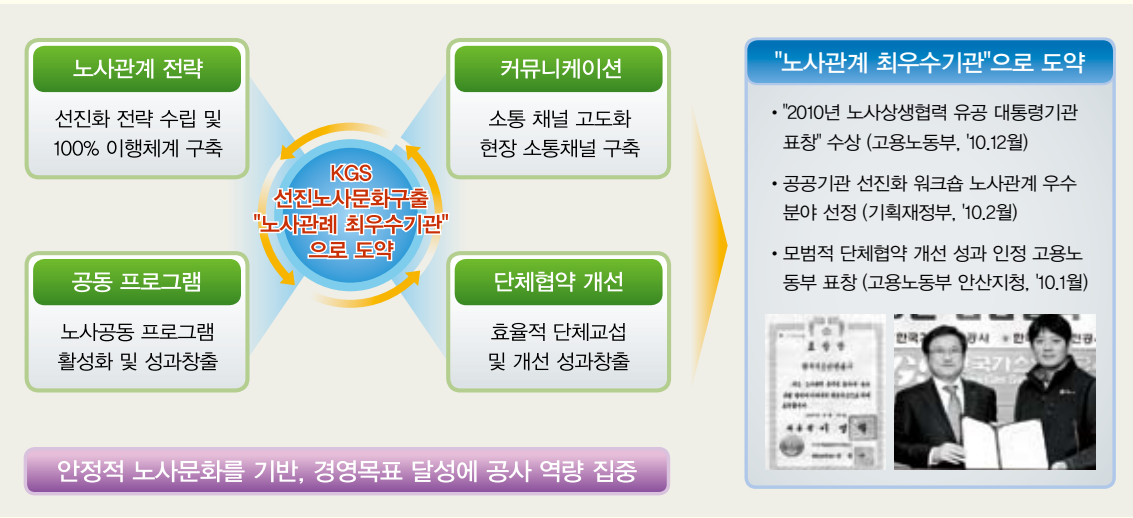 노사관계 전략
선진화 전략 수립 및
100% 이행체계 구축
커뮤니케이션
소통 채널 고도화
현장 소통채널 구축
KGS
선진노사문화구출
"노사관례 최우수기관"
으로 도약
공동 프로그램
노사공동 프로그램
활성화 및 성과창출
단체협약 개선
효율적 단체교섭
및 개선 성과창출
안정적 노사문화를 기반, 경영목표 달성에 공사 역량 집중
"노사관계 최우수기관"으로 도약
• "2010년 노사상생협력 유공 대통령기관
표창" 수상 (고용노동부, '10.12월)
• 공공기관 선진화 워크숍 노사관계 우수
분야 선정 (기획재정부, '10.2월)
• 모범적 단체협약 개선 성과 인정 고용노
동부 표창 (고용노동부 안산지청, '10.1월)
표 창 장